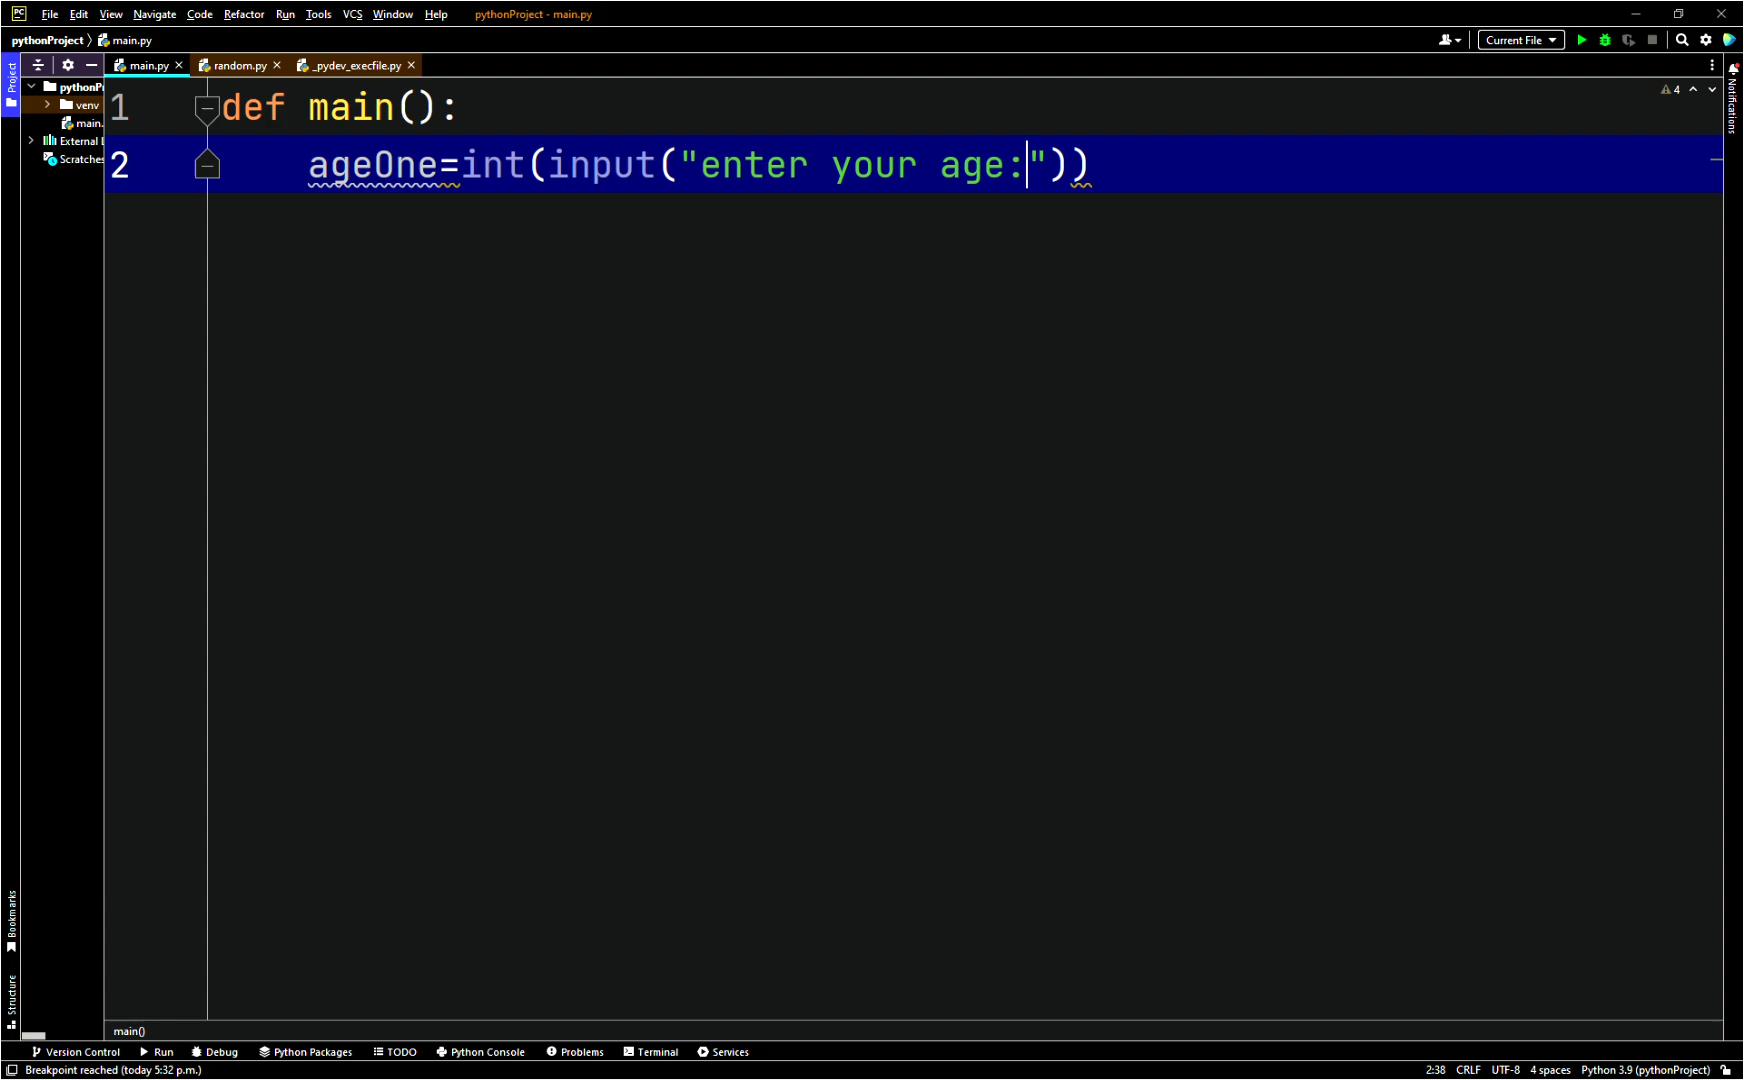 PC File Edit View Navigate Code Refactor Run Tools VCS Window Help pythonProject - main.py
pythonProject main.py Current File
Project main.py random.py _pydev_execfile.py
pythonP
venv
main.
External L
Scratches
Notifications
4
1 def main():
2 ageOne=int(input("enter your age:"))
Bookmarks
Structure
main()
Version Control Run Debug Python Packages TODO Python Console Problems Terminal Services
Breakpoint reached (today 5:32 p.m.) 2:38 CRLF UTF-8 4 spaces Python 3.9 (pythonProject)